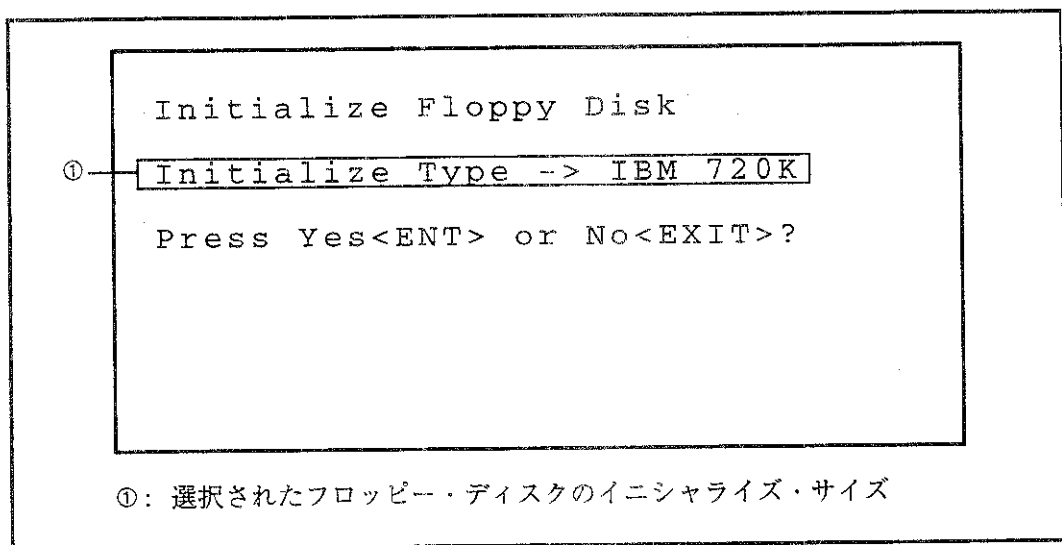 Initialize Floppy Disk
① Initialize Type -> IBM 720K
Press Yes<ENT> or No<EXIT>?
①: 選択されたフロッピー・ディスクのイニシャライズ・サイズ